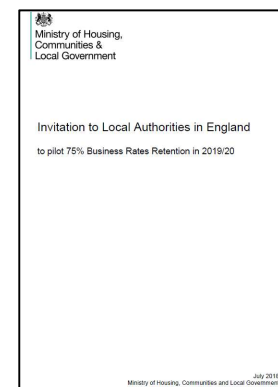 Ministry of Housing,
Communities &
Local Government
Invitation to Local Authorities in England
to pilot 75% Business Rates Retention in 2019/20
July 2018
Ministry of Housing, Communities and Local Government